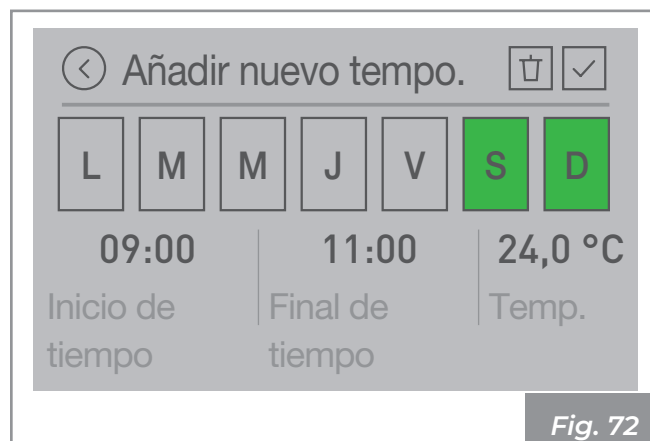 Añadir nuevo tempo.
L M M J V S D
09:00 11:00 24,0 °C
Inicio de Final de Temp.
tiempo tiempo
Fig. 72